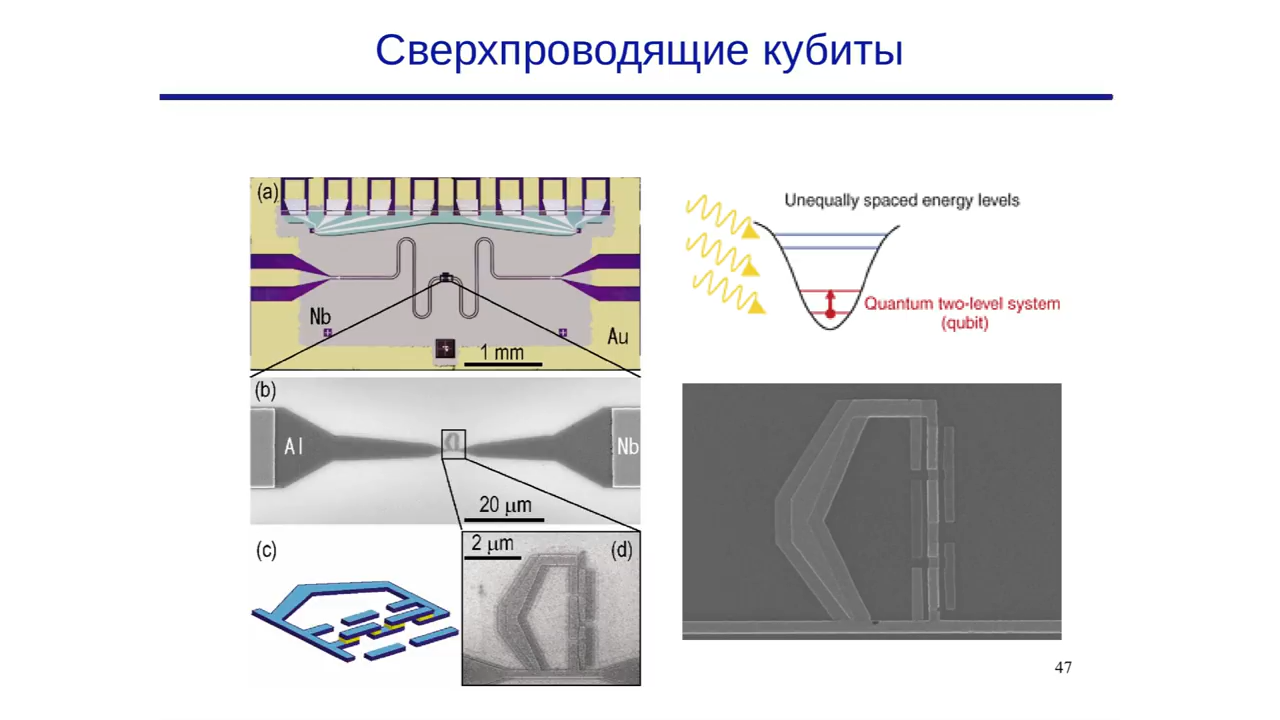 Сверхпроводящие кубиты
(a)
Nb
Au
1 mm
(b)
Al
Nb
20 μm
(c)
2 μm
(d)
Unequally spaced energy levels
Quantum two-level system
(qubit)
47